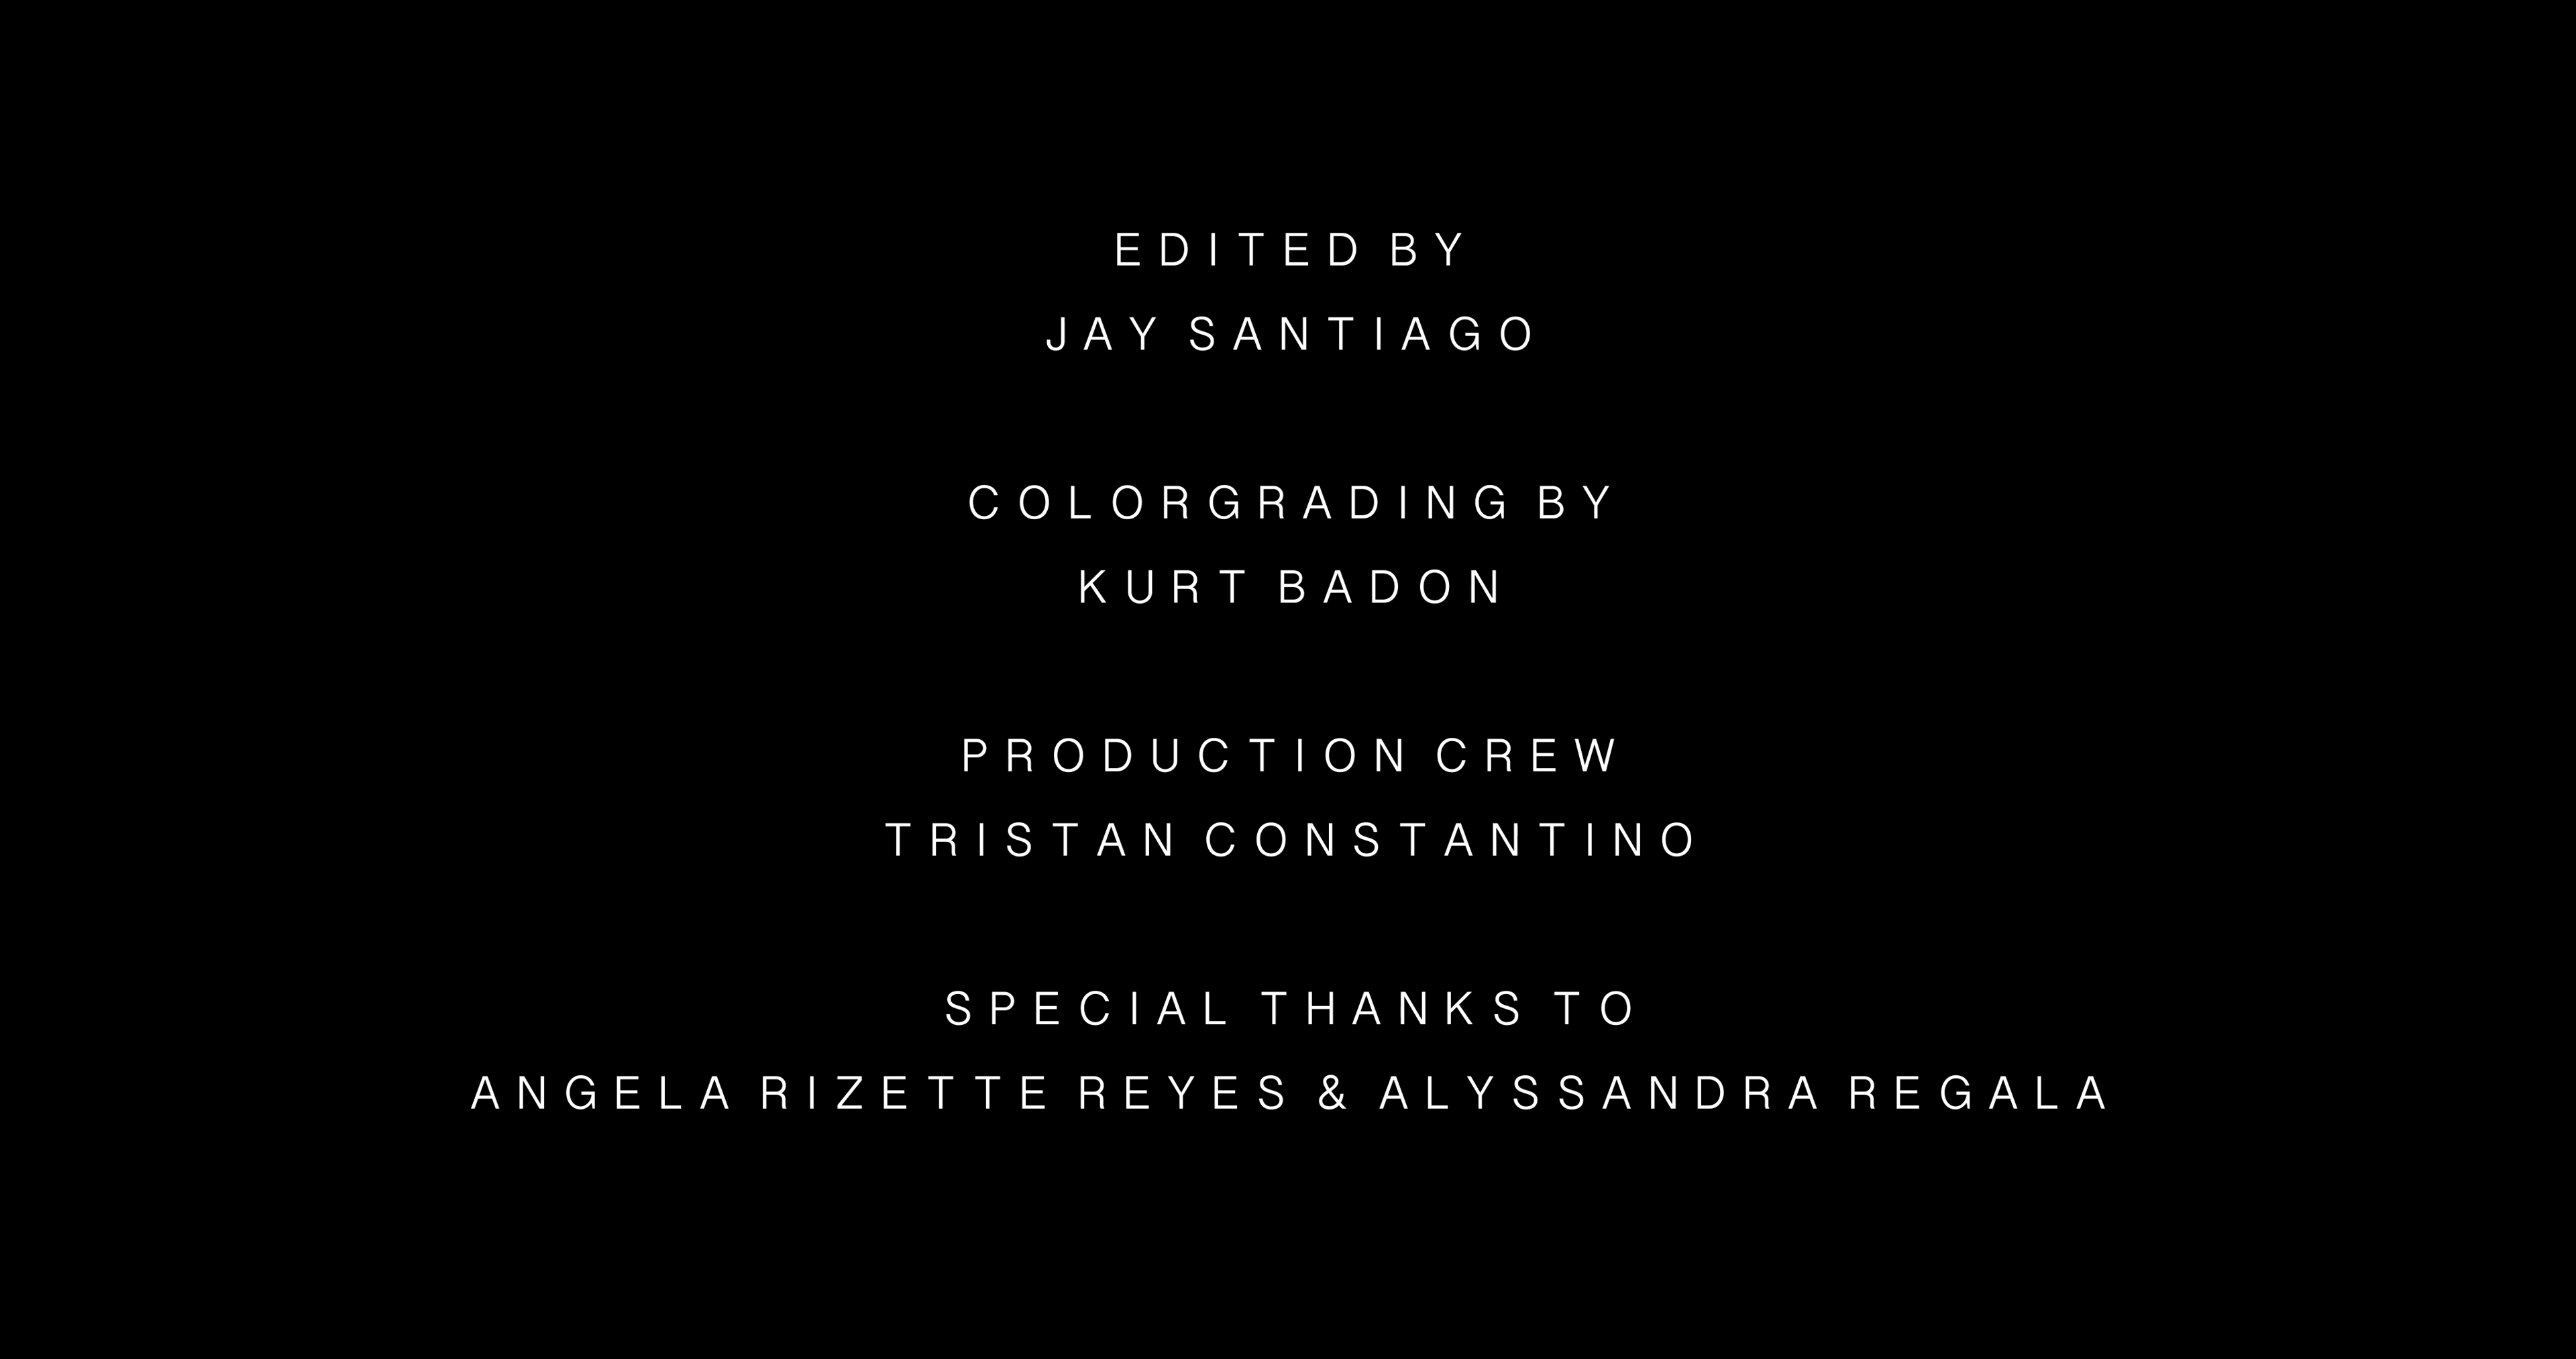 EDITED BY
JAY SANTIAGO
COLORGRADING BY
KURT BADON
PRODUCTION CREW
TRISTAN CONSTANTINO
SPECIAL THANKS TO
ANGELA RIZETTE REYES & ALYSSANDRA REGALA